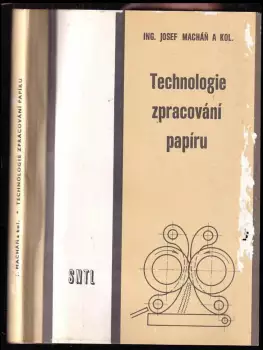 J. MACHÁŇ a kol. • TECHNOLOGIE ZPRACOVÁNÍ PAPÍRU
ING. JOSEF MACHÁŇ A KOL.
Technologie
zpracování
papíru
SNTL